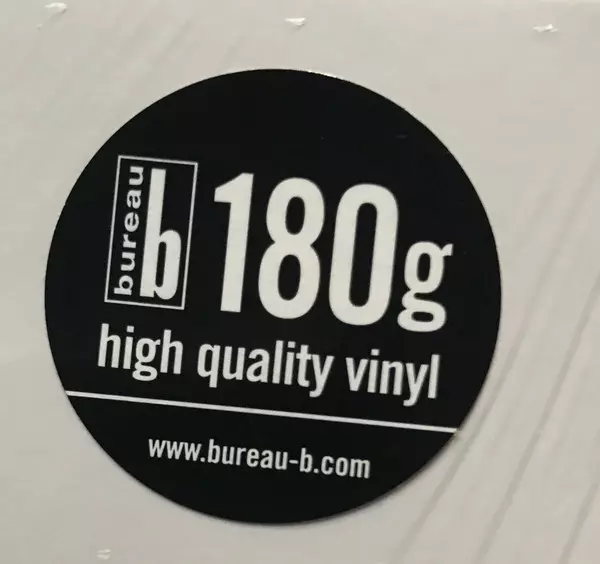 bureau
b
180g
high quality vinyl
www.bureau-b.com